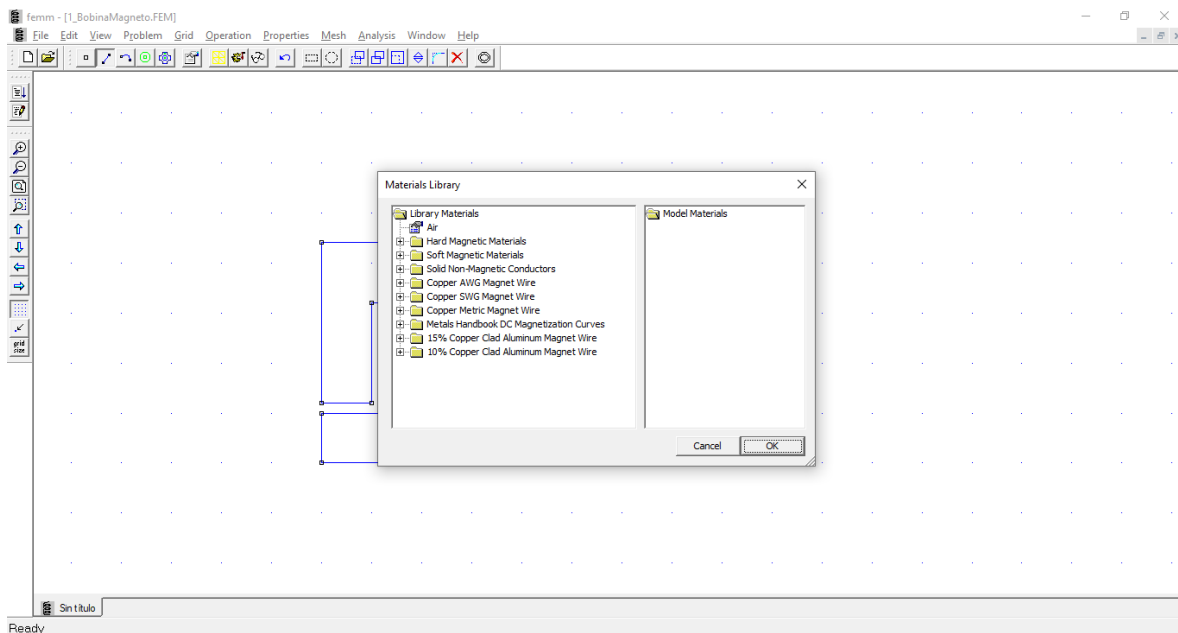 femm - [1_BobinaMagneto.FEM]
File Edit View Problem Grid Operation Properties Mesh Analysis Window Help
Materials Library
Library Materials
Air
Hard Magnetic Materials
Soft Magnetic Materials
Solid Non-Magnetic Conductors
Copper AWG Magnet Wire
Copper SWG Magnet Wire
Copper Metric Magnet Wire
Metals Handbook DC Magnetization Curves
15% Copper Clad Aluminum Magnet Wire
10% Copper Clad Aluminum Magnet Wire
Model Materials
Cancel OK
grid
size
Sin título
Ready